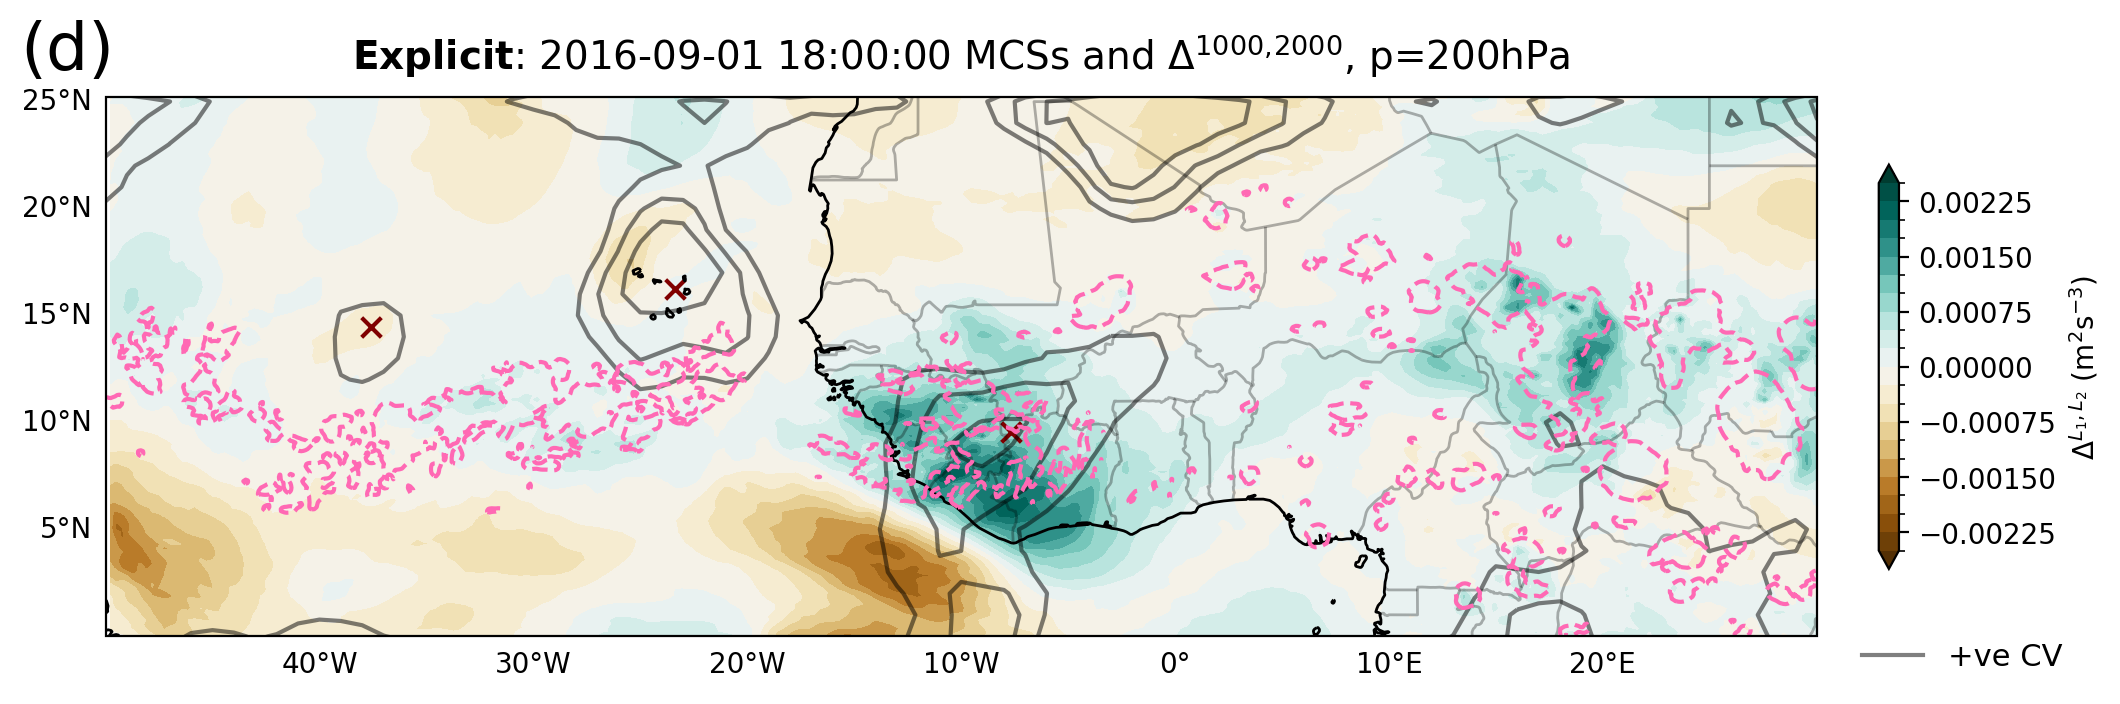 (d)
Explicit: 2016-09-01 18:00:00 MCSs and Δ^1000,2000, p=200hPa
25°N
20°N
15°N
10°N
5°N
40°W
30°W
20°W
10°W
0°
10°E
20°E
0.00225
0.00150
0.00075
0.00000
−0.00075
−0.00150
−0.00225
Δ^L₁,L₂ (m²s⁻³)
+ve CV